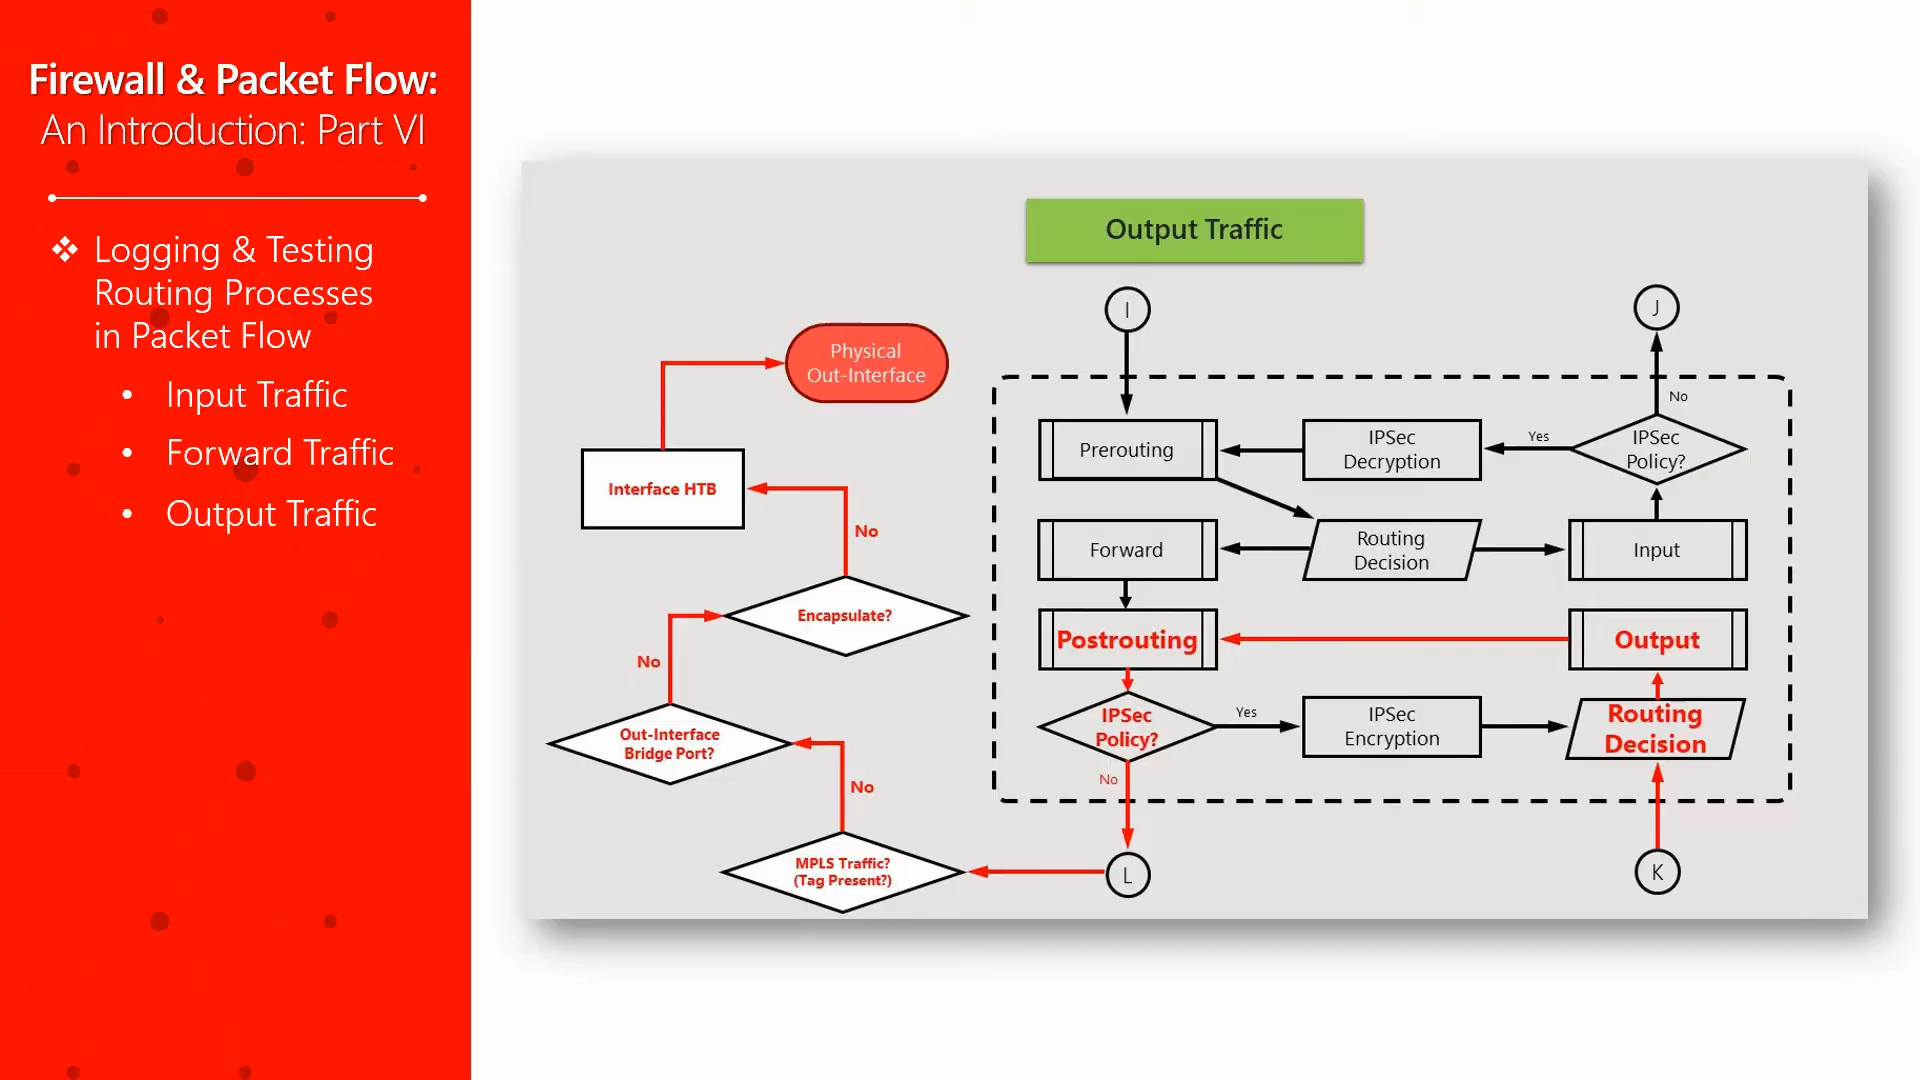 Firewall & Packet Flow:
An Introduction: Part VI
❖ Logging & Testing
Routing Processes
in Packet Flow
• Input Traffic
• Forward Traffic
• Output Traffic
Output Traffic
I
J
Physical
Out-Interface
No
Prerouting
IPSec
Decryption
Yes
IPSec
Policy?
Interface HTB
No
Forward
Routing
Decision
Input
Encapsulate?
No
Postrouting
Output
Out-Interface
Bridge Port?
IPSec
Policy?
Yes
IPSec
Encryption
Routing
Decision
No
No
MPLS Traffic?
(Tag Present?)
L
K